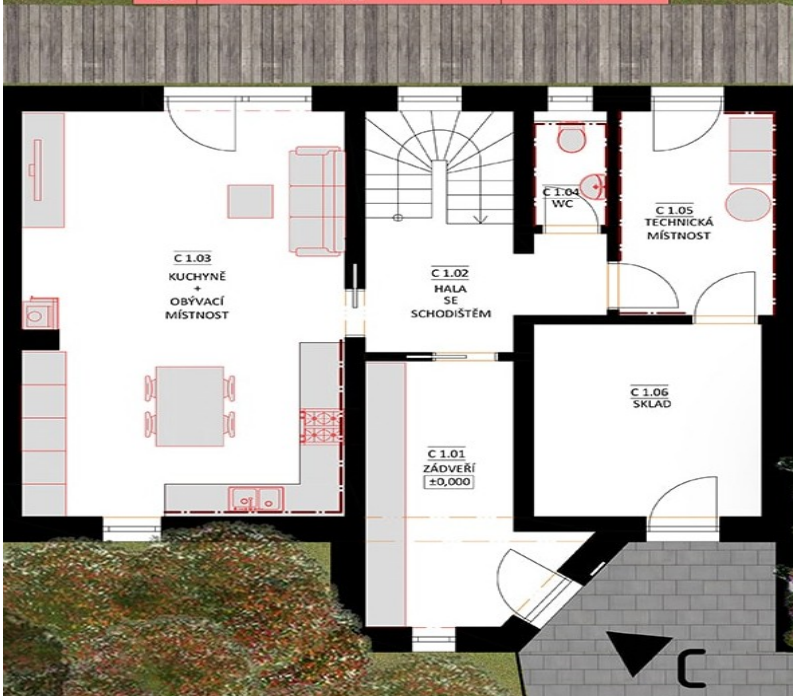 C 1.04
WC
C 1.05
TECHNICKÁ
MÍSTNOST
C 1.03
KUCHYNĚ
+
OBÝVACÍ
MÍSTNOST
C 1.02
HALA
SE
SCHODIŠTĚM
C 1.06
SKLAD
C 1.01
ZÁDVEŘÍ
±0,000
C